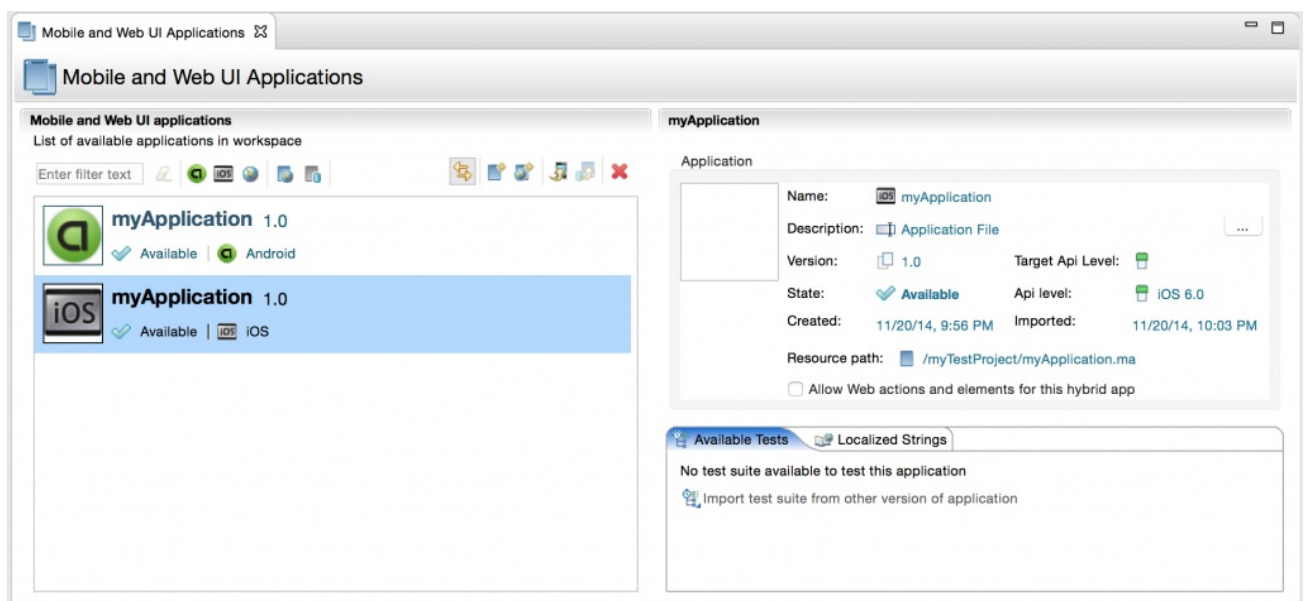 Mobile and Web UI Applications
Mobile and Web UI Applications
Mobile and Web UI applications
List of available applications in workspace
Enter filter text
iOS
myApplication 1.0
Available | Android
iOS
myApplication 1.0
Available | iOS iOS
myApplication
Application
Name: iOS myApplication
Description: Application File ...
Version: 1.0 Target Api Level:
State: Available Api level: iOS 6.0
Created: 11/20/14, 9:56 PM Imported: 11/20/14, 10:03 PM
Resource path: /myTestProject/myApplication.ma
Allow Web actions and elements for this hybrid app
Available Tests Localized Strings
No test suite available to test this application
Import test suite from other version of application